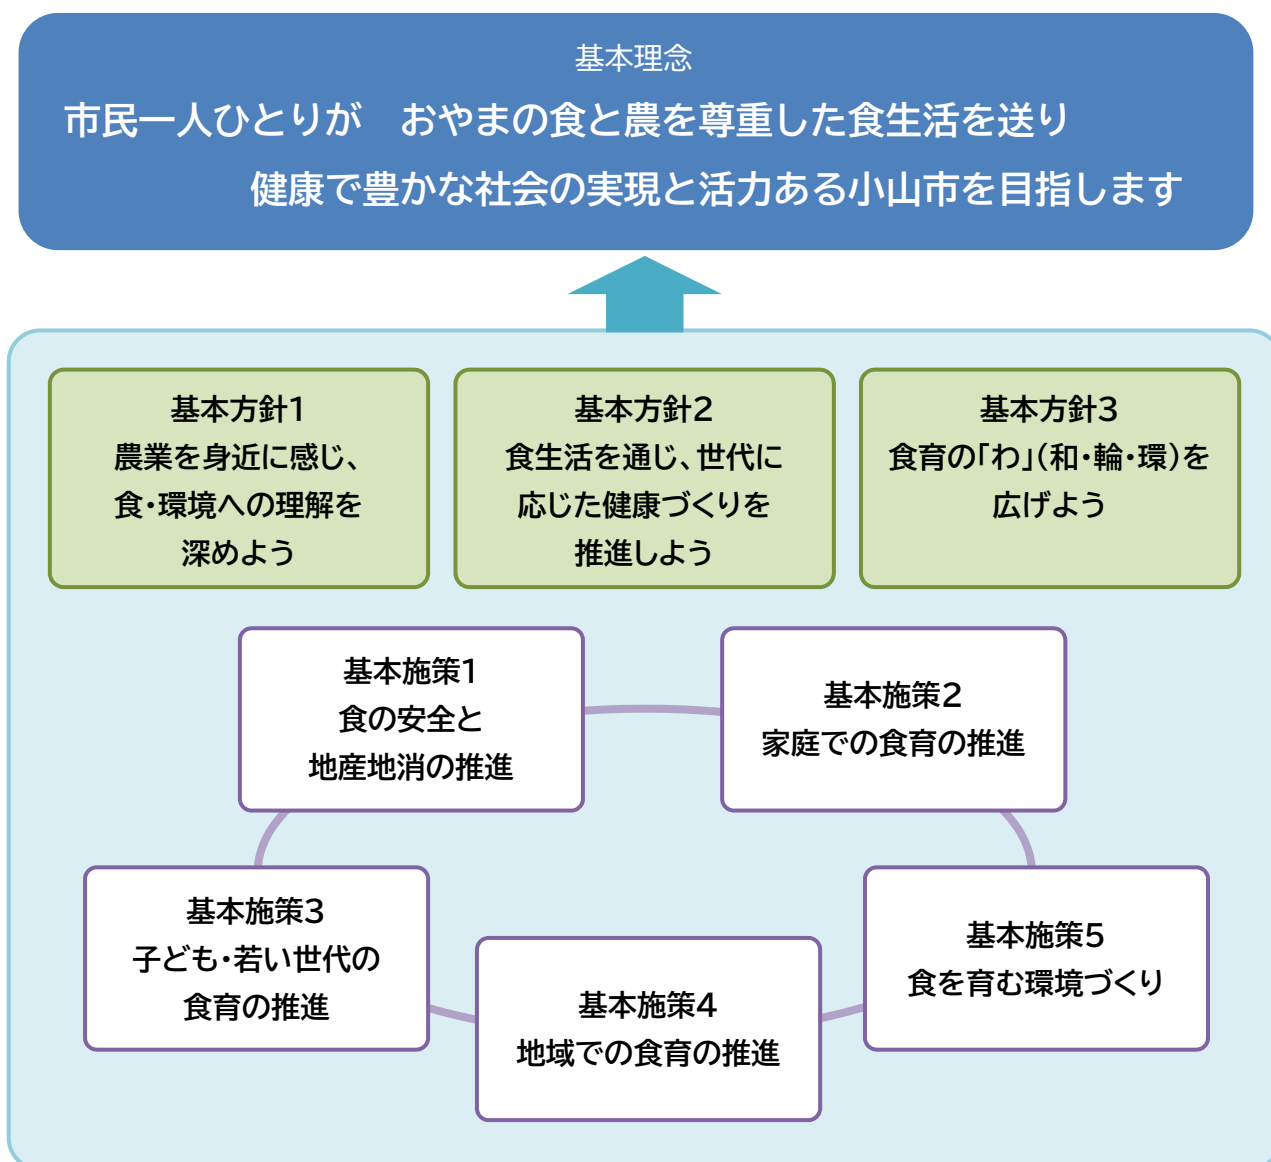 基本理念
市民一人ひとりが　おやまの食と農を尊重した食生活を送り
健康で豊かな社会の実現と活力ある小山市を目指します
基本方針1
農業を身近に感じ、
食・環境への理解を
深めよう
基本方針2
食生活を通じ、世代に
応じた健康づくりを
推進しよう
基本方針3
食育の「わ」(和・輪・環)を
広げよう
基本施策1
食の安全と
地産地消の推進
基本施策2
家庭での食育の推進
基本施策3
子ども・若い世代の
食育の推進
基本施策4
地域での食育の推進
基本施策5
食を育む環境づくり